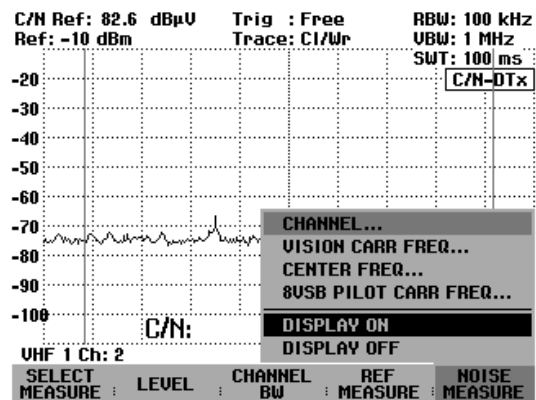 C/N Ref: 82.6 dBµV Trig : Free RBW: 100 kHz
Ref: -10 dBm Trace: Cl/Wr VBW: 1 MHz
SWT: 100 ms
C/N-DTx
-20
-30
-40
-50
-60
-70
-80
-90
-100
CHANNEL...
VISION CARR FREQ...
CENTER FREQ...
8VSB PILOT CARR FREQ...
DISPLAY ON
DISPLAY OFF
C/N:
VHF 1 Ch: 2
SELECT MEASURE : LEVEL : CHANNEL BW : REF MEASURE : NOISE MEASURE